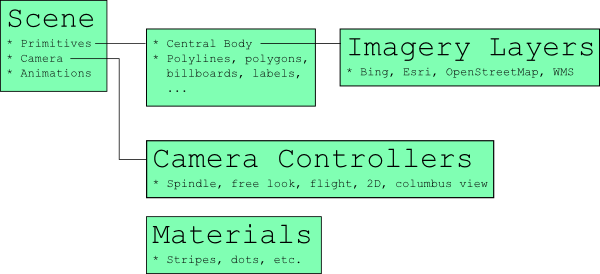 Scene
* Primitives
* Camera
* Animations
* Central Body
* Polylines, polygons,
billboards, labels,
...
Imagery Layers
* Bing, Esri, OpenStreetMap, WMS
Camera Controllers
* Spindle, free look, flight, 2D, columbus view
Materials
* Stripes, dots, etc.